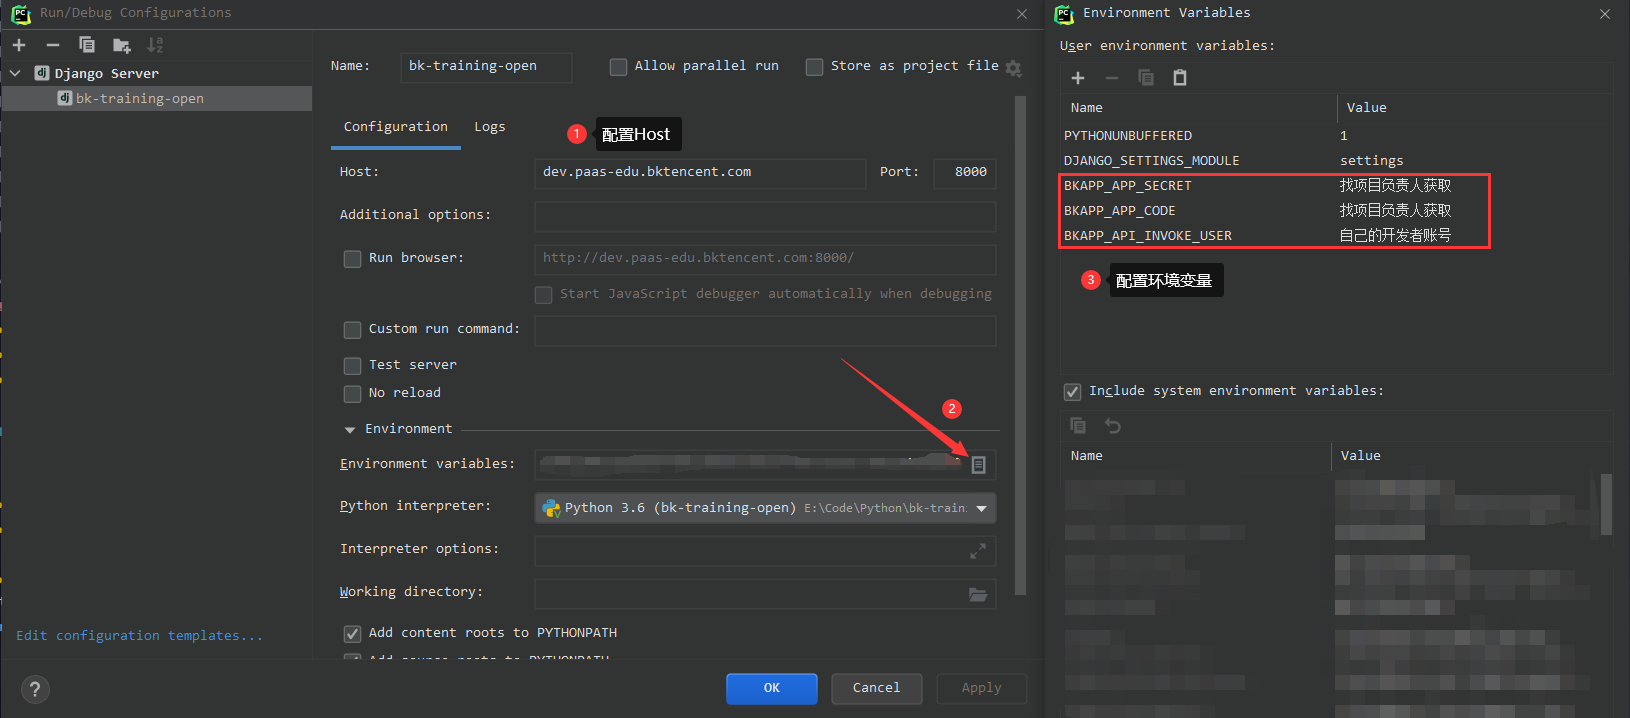 Run/Debug Configurations
Django Server
bk-training-open
Edit configuration templates...
Name:
bk-training-open
Allow parallel run
Store as project file
Configuration
Logs
1
配置Host
Host:
dev.paas-edu.bktencent.com
Port:
8000
Additional options:
Run browser:
http://dev.paas-edu.bktencent.com:8000/
Start JavaScript debugger automatically when debugging
Custom run command:
Test server
No reload
2
Environment
Environment variables:
Python interpreter:
Python 3.6 (bk-training-open) E:\Code\Python\bk-train
Interpreter options:
Working directory:
Add content roots to PYTHONPATH
Add source roots to PYTHONPATH
?
OK
Cancel
Apply
Environment Variables
User environment variables:
Name
Value
PYTHONUNBUFFERED
1
DJANGO_SETTINGS_MODULE
settings
BKAPP_APP_SECRET
找项目负责人获取
BKAPP_APP_CODE
找项目负责人获取
BKAPP_API_INVOKE_USER
自己的开发者账号
3
配置环境变量
Include system environment variables:
Name
Value